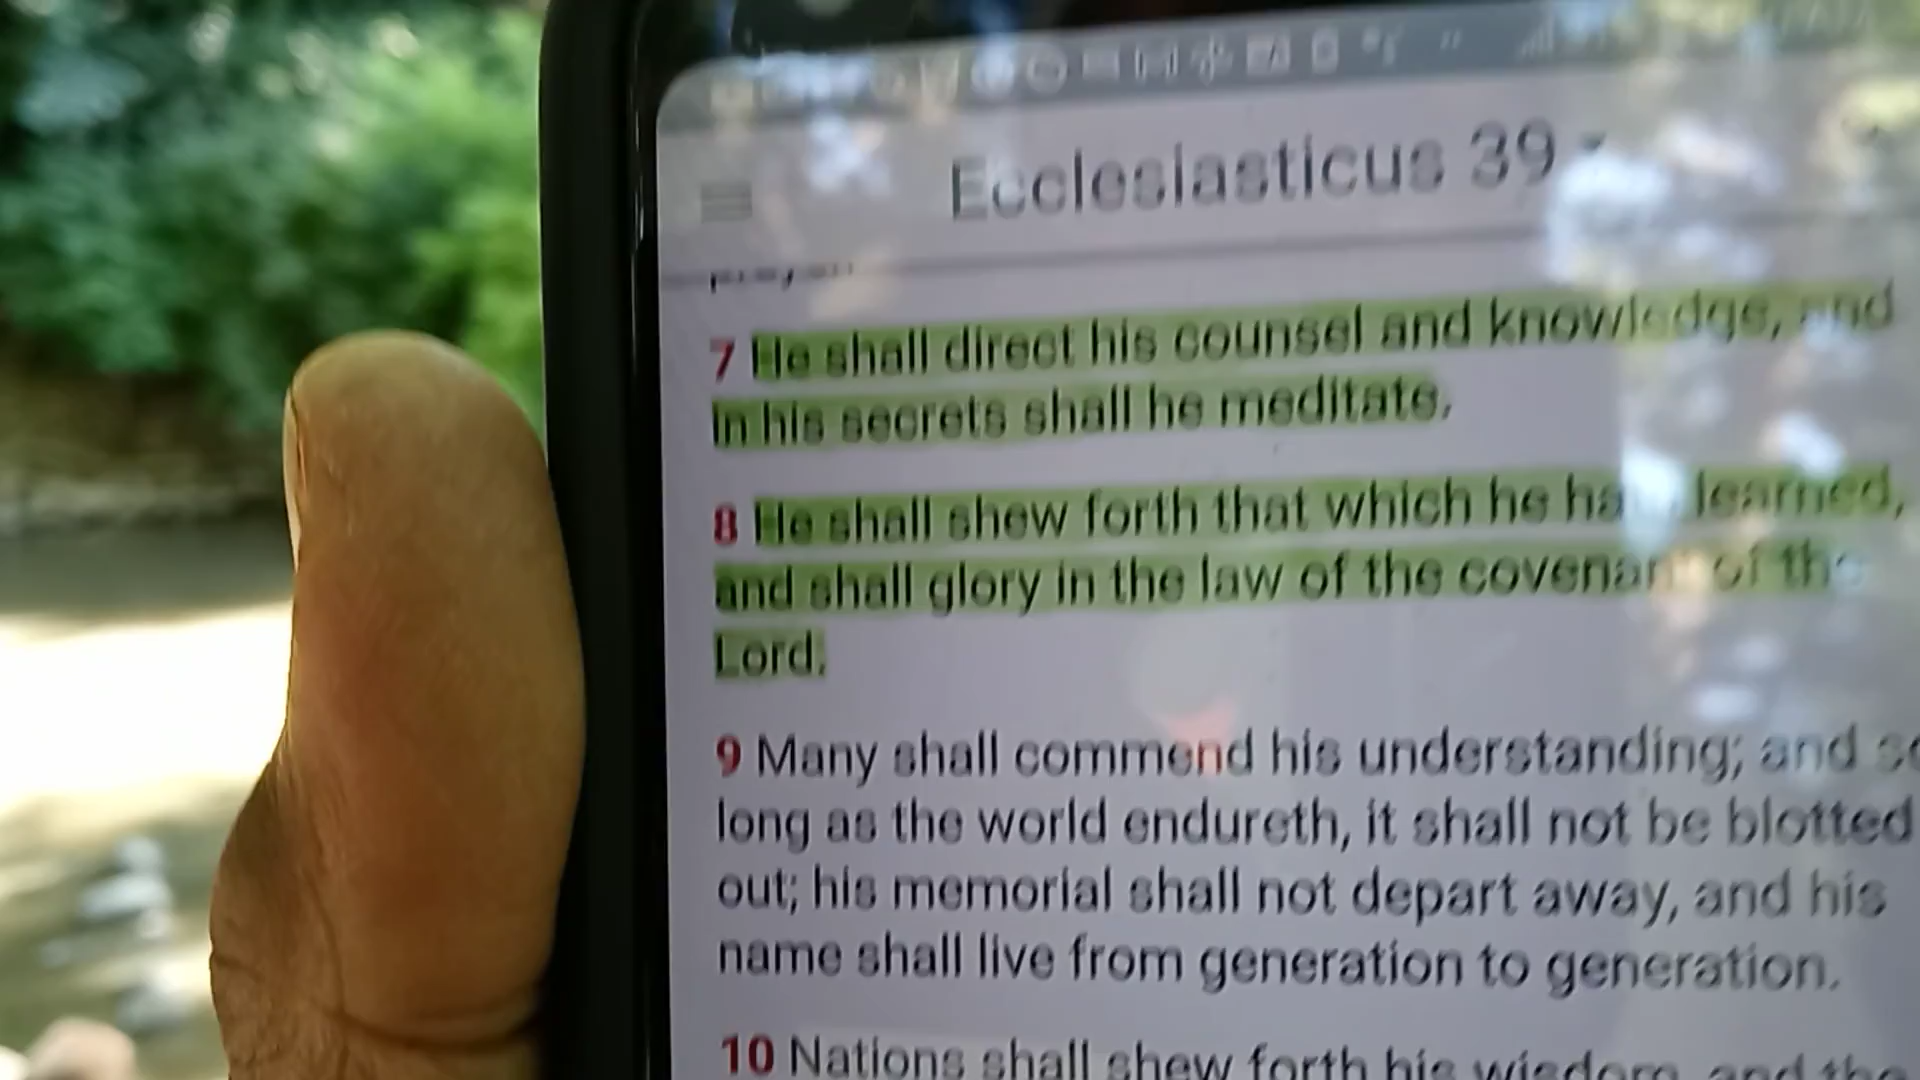 Ecclesiasticus 39
7 He shall direct his counsel and knowledge, and
in his secrets shall he meditate.
8 He shall shew forth that which he learned,
and shall glory in the law of the covenant of the
Lord.
9 Many shall commend his understanding; and so
long as the world endureth, it shall not be blotted
out; his memorial shall not depart away, and his
name shall live from generation to generation.
10 Nations shall shew forth his wisdom, and the